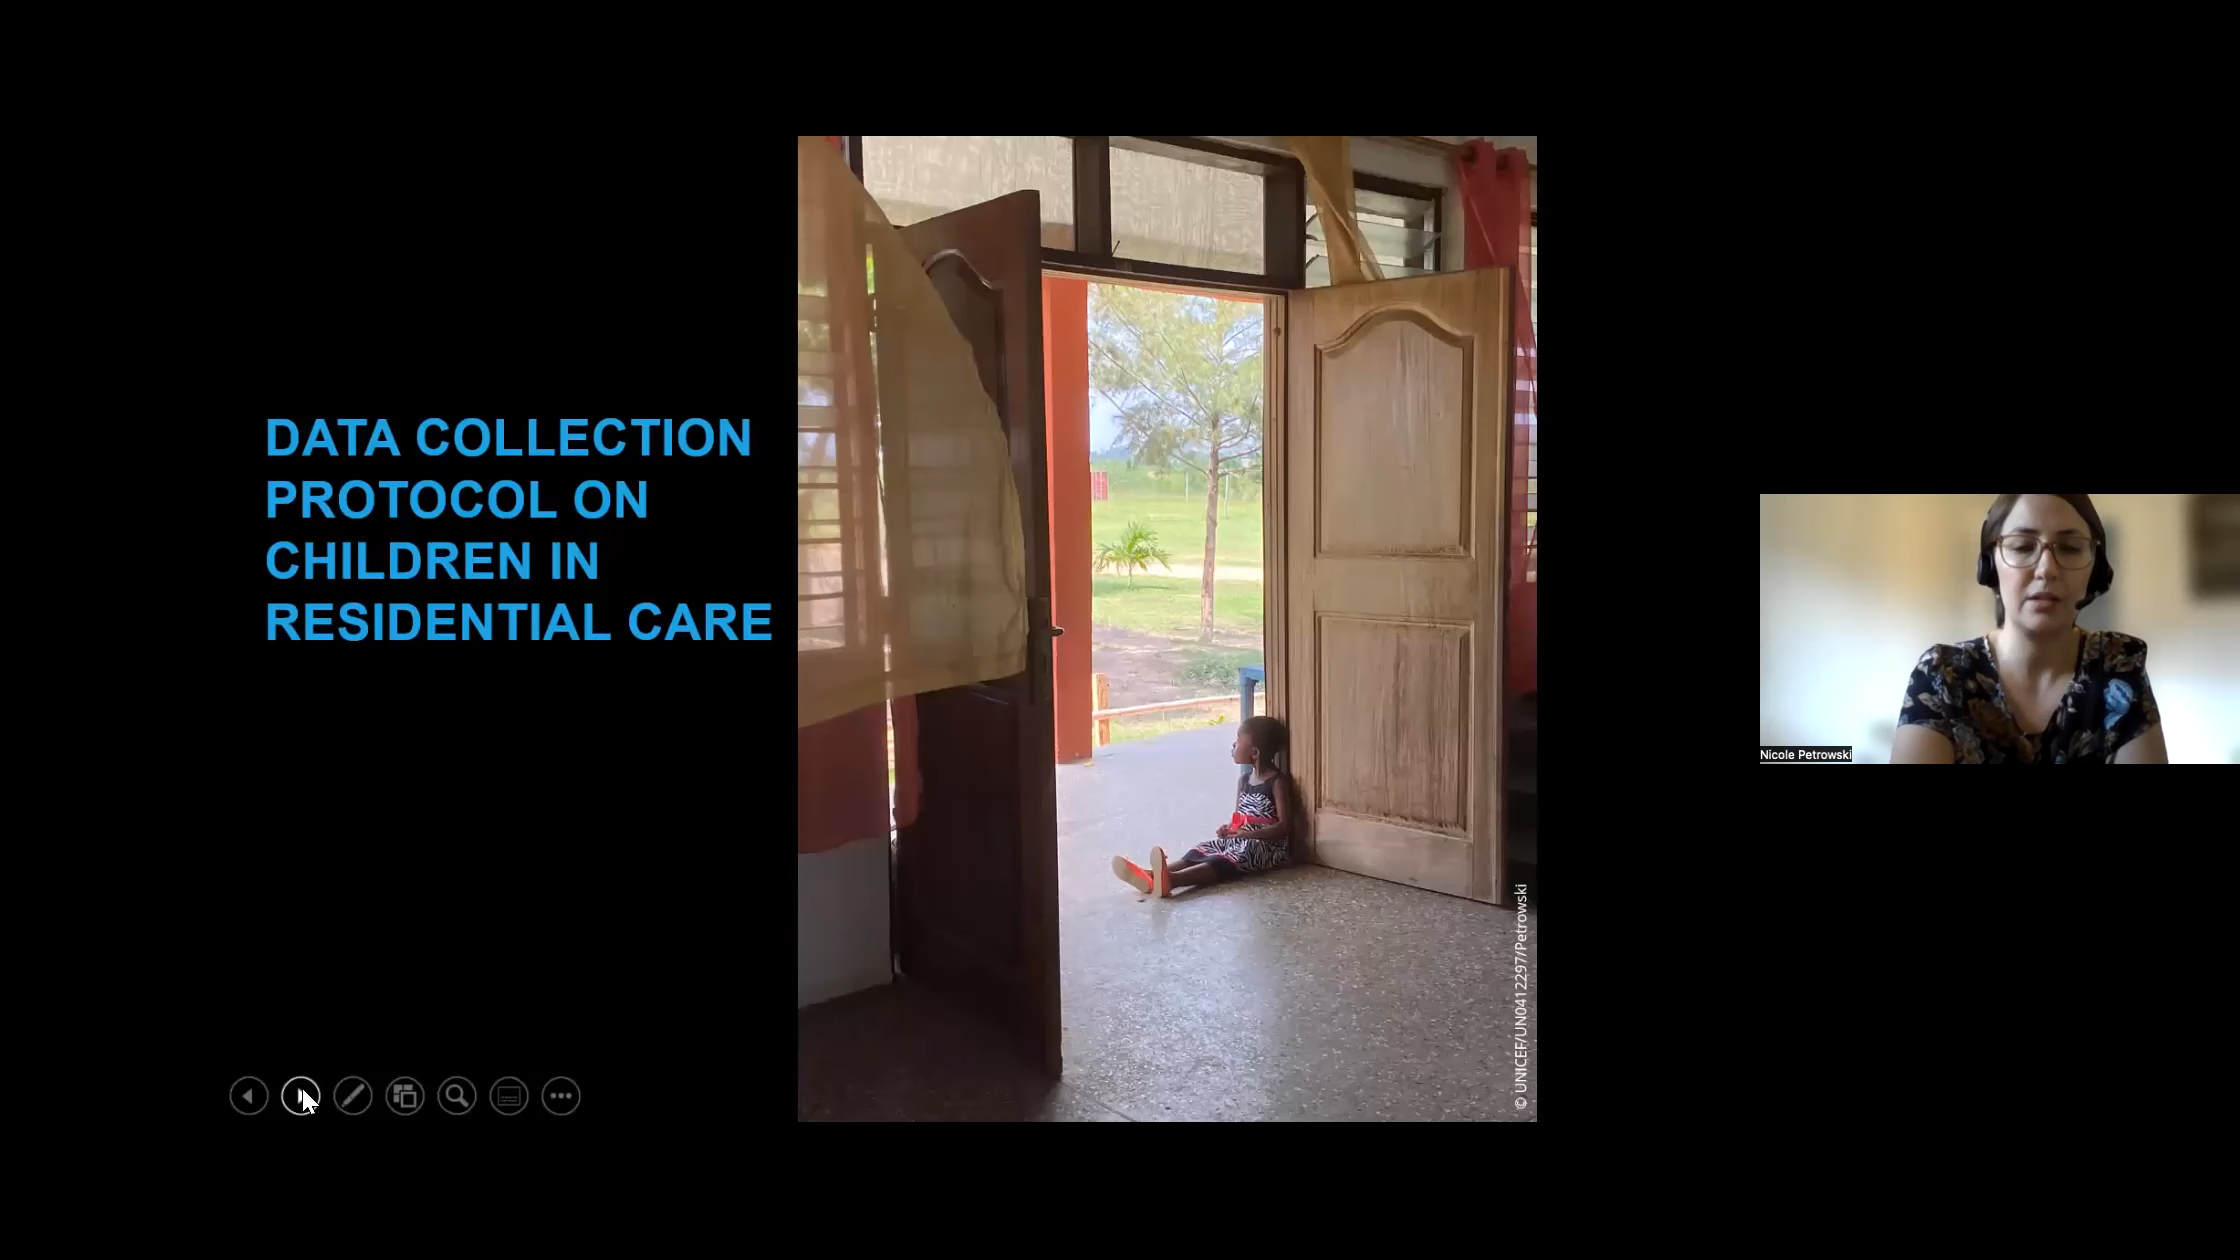 DATA COLLECTION
PROTOCOL ON
CHILDREN IN
RESIDENTIAL CARE
© UNICEF/UN0412297/Petrowski
Nicole Petrowski